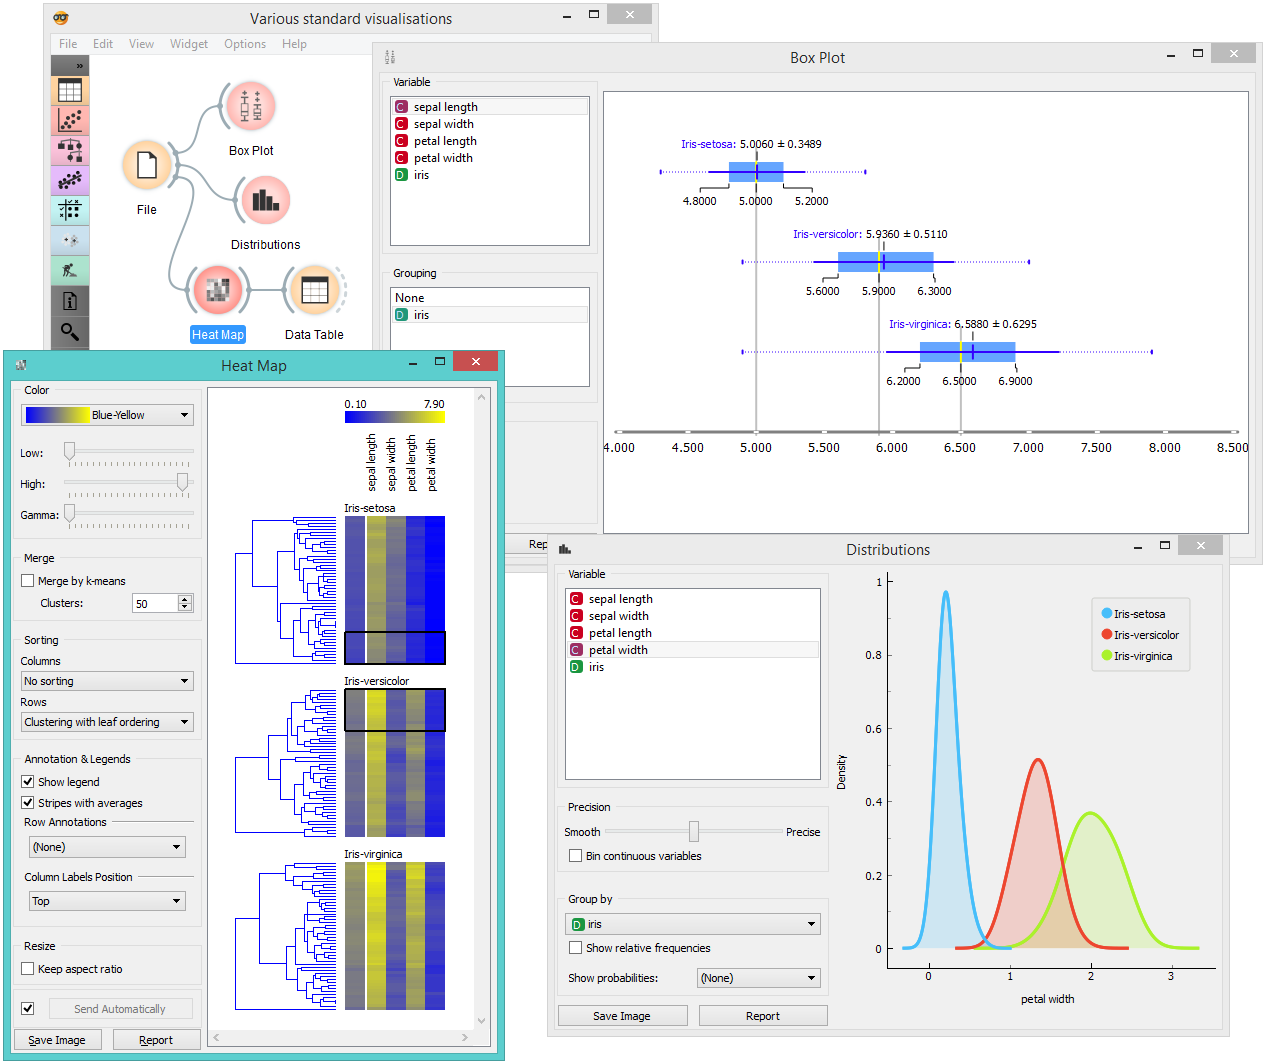 Various standard visualisations
File Edit View Widget Options Help
»
Box Plot
File
Distributions
Heat Map
Data Table
Box Plot
Variable
C sepal length
C sepal width
C petal length
C petal width
D iris
Grouping
None
D iris
Iris-setosa: 5.0060 ± 0.3489
4.8000 5.0000 5.2000
Iris-versicolor: 5.9360 ± 0.5110
5.6000 5.9000 6.3000
Iris-virginica: 6.5880 ± 0.6295
6.2000 6.5000 6.9000
4.000 4.500 5.000 5.500 6.000 6.500 7.000 7.500 8.000 8.500
Heat Map
Color
Blue-Yellow
Low:
High:
Gamma:
Merge
Merge by k-means
Clusters: 50
Sorting
Columns
No sorting
Rows
Clustering with leaf ordering
Annotation & Legends
Show legend
Stripes with averages
Row Annotations
(None)
Column Labels Position
Top
Resize
Keep aspect ratio
Send Automatically
Save Image Report
0.10 7.90
sepal length
sepal width
petal length
petal width
Iris-setosa
Iris-versicolor
Iris-virginica
Distributions
Variable
C sepal length
C sepal width
C petal length
C petal width
D iris
Precision
Smooth Precise
Bin continuous variables
Group by
D iris
Show relative frequencies
Show probabilities: (None)
Save Image Report
Density
1
0.8
0.6
0.4
0.2
0
0 1 2 3
petal width
Iris-setosa
Iris-versicolor
Iris-virginica